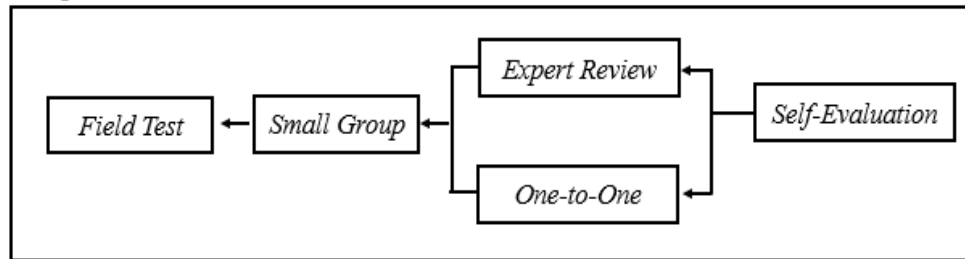 Expert Review
Field Test
Small Group
Self-Evaluation
One-to-One